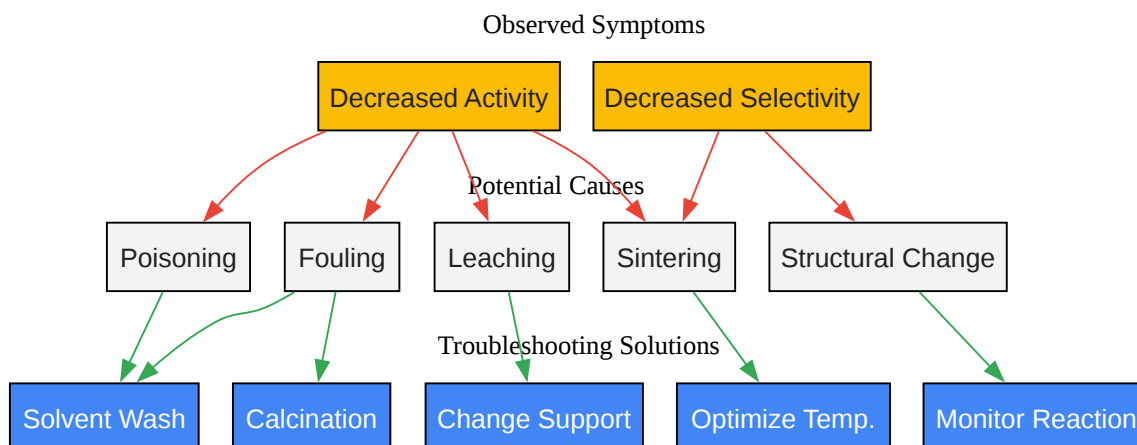 Observed Symptoms
Decreased Activity
Decreased Selectivity
Potential Causes
Poisoning
Fouling
Leaching
Sintering
Structural Change
Troubleshooting Solutions
Solvent Wash
Calcination
Change Support
Optimize Temp.
Monitor Reaction